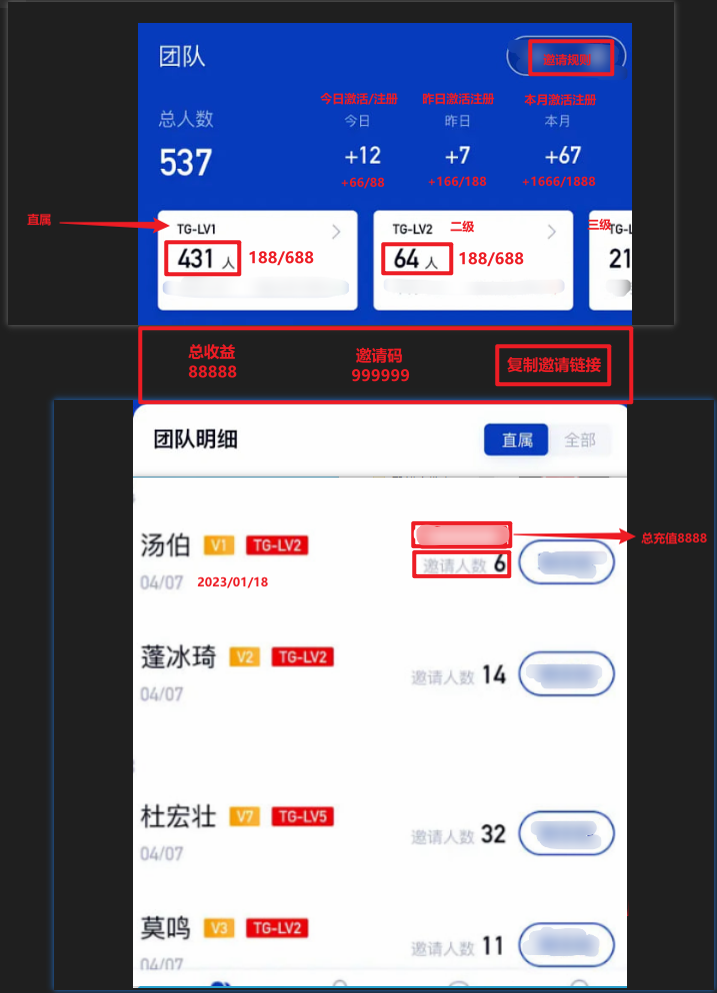 团队
邀请规则
今日激活/注册 昨日激活注册 本月激活注册
总人数 今日 昨日 本月
537 +12 +7 +67
+66/88 +166/188 +1666/1888
直属
TG-LV1
431 人 188/688
TG-LV2 二级
64 人 188/688
三级
TG-L
21
总收益
88888
邀请码
999999
复制邀请链接
团队明细 直属 全部
汤伯 V1 TG-LV2
总充值8888
邀请人数 6
04/07 2023/01/18
蓬冰琦 V2 TG-LV2
邀请人数 14
04/07
杜宏壮 V7 TG-LV5
邀请人数 32
04/07
莫鸣 V3 TG-LV2
邀请人数 11
04/07